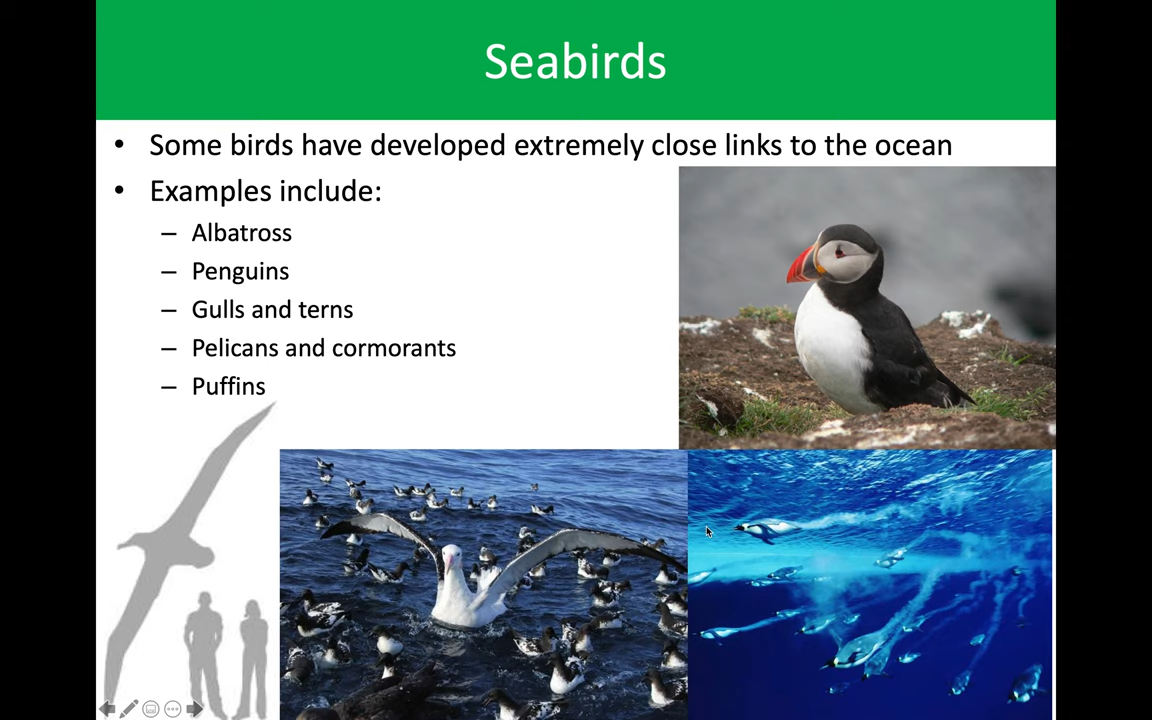 Seabirds
• Some birds have developed extremely close links to the ocean
• Examples include:
– Albatross
– Penguins
– Gulls and terns
– Pelicans and cormorants
– Puffins